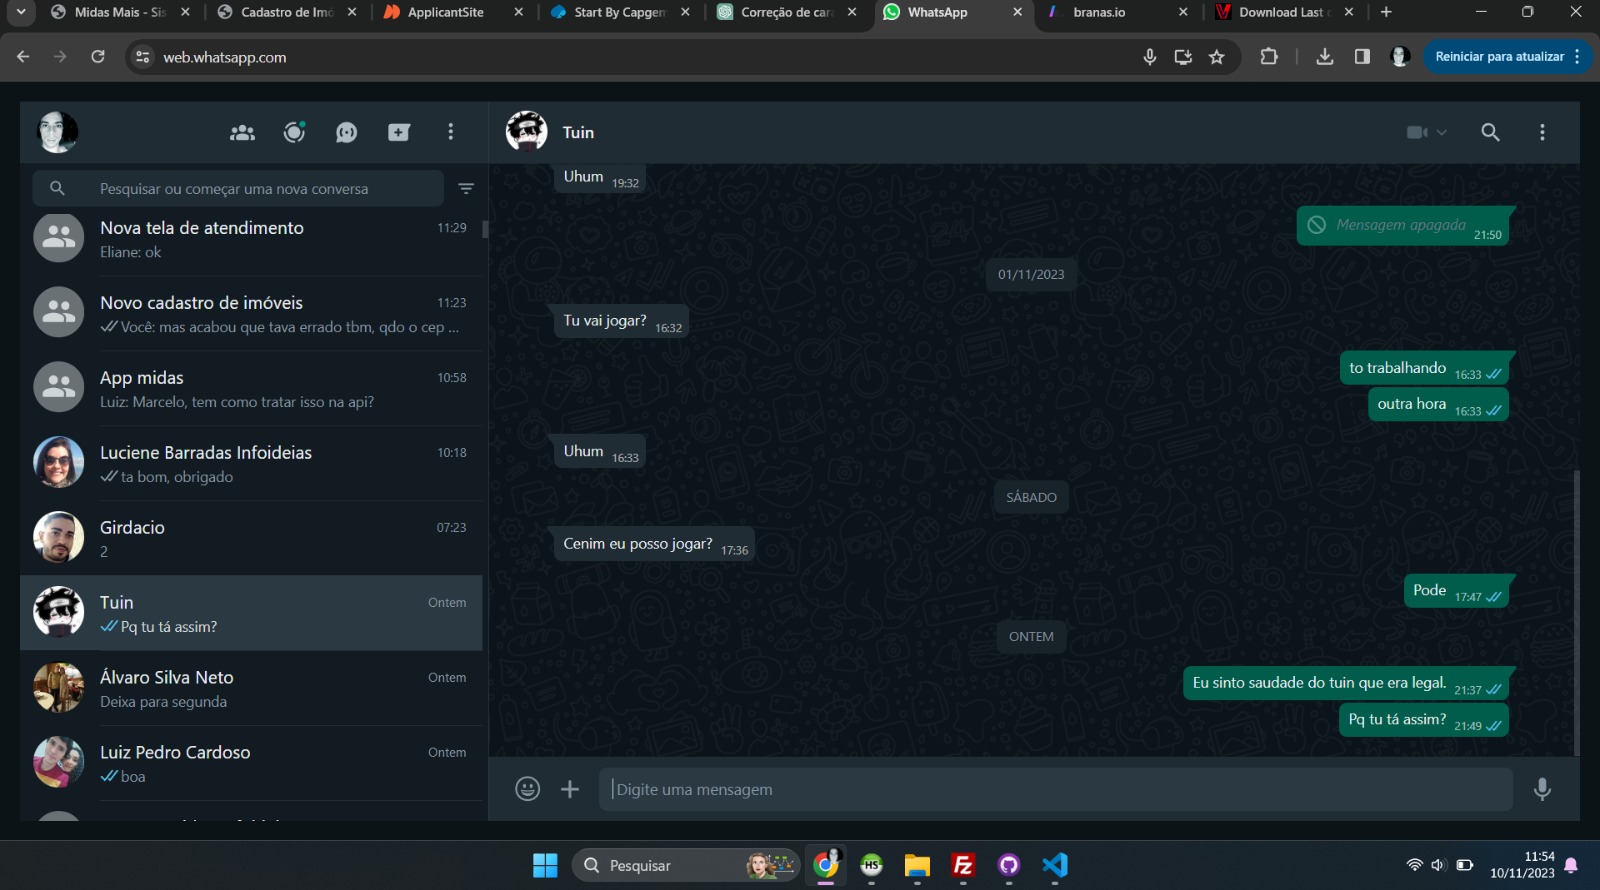 Midas Mais - Sis
Cadastro de Imó
ApplicantSite
Start By Capgem
Correção de cara
WhatsApp
branas.io
Download Last
web.whatsapp.com
Reiniciar para atualizar
Pesquisar ou começar uma nova conversa
Nova tela de atendimento 11:29
Eliane: ok
Novo cadastro de imóveis 11:23
Você: mas acabou que tava errado tbm, qdo o cep ...
App midas 10:58
Luiz: Marcelo, tem como tratar isso na api?
Luciene Barradas Infoideias 10:18
ta bom, obrigado
Girdacio 07:23
2
Tuin Ontem
Pq tu tá assim?
Álvaro Silva Neto Ontem
Deixa para segunda
Luiz Pedro Cardoso Ontem
boa
Tuin
Uhum 19:32
Mensagem apagada 21:50
01/11/2023
Tu vai jogar? 16:32
to trabalhando 16:33
outra hora 16:33
Uhum 16:33
SÁBADO
Cenim eu posso jogar? 17:36
Pode 17:47
ONTEM
Eu sinto saudade do tuin que era legal. 21:37
Pq tu tá assim? 21:49
Digite uma mensagem
Pesquisar
HS
Fz
11:54
10/11/2023